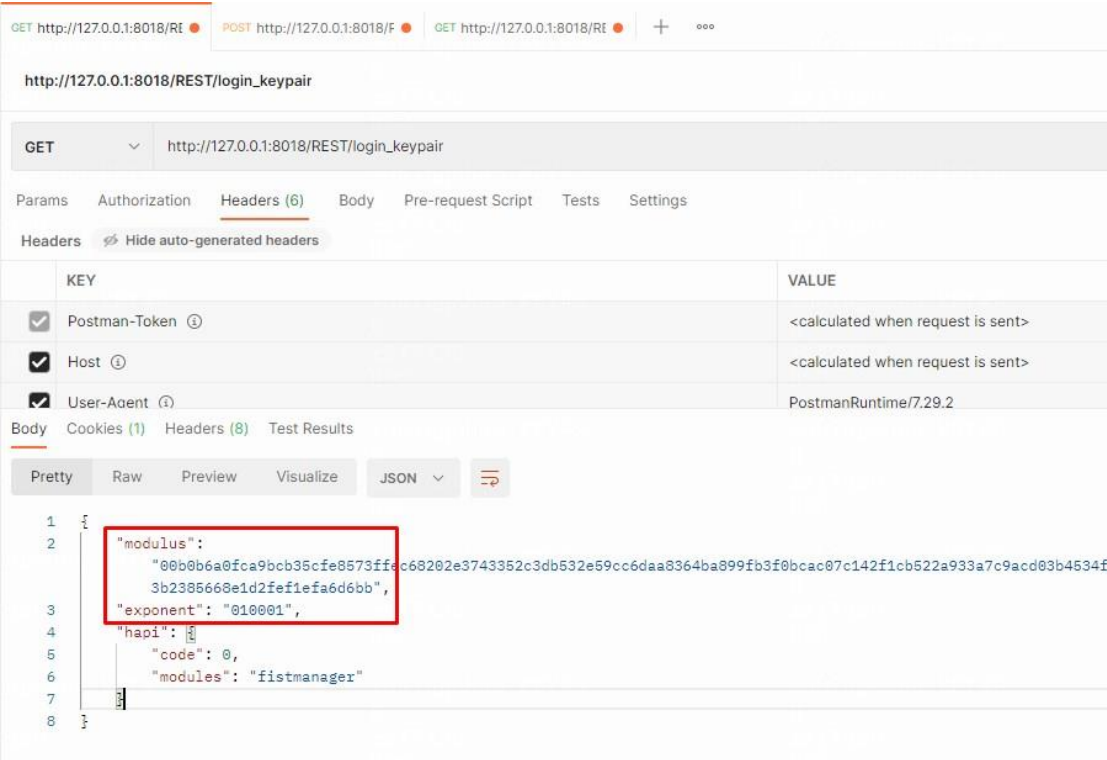 GET http://127.0.0.1:8018/RE POST http://127.0.0.1:8018/F GET http://127.0.0.1:8018/RE + ooo
http://127.0.0.1:8018/REST/login_keypair
GET http://127.0.0.1:8018/REST/login_keypair
Params Authorization Headers (6) Body Pre-request Script Tests Settings
Headers Hide auto-generated headers
KEY VALUE
Postman-Token <calculated when request is sent>
Host <calculated when request is sent>
User-Agent PostmanRuntime/7.29.2
Body Cookies (1) Headers (8) Test Results
Pretty Raw Preview Visualize JSON
1 {
2 "modulus":
"00b0b6a0fca9bcb35cfe8573ffec68202e3743352c3db532e59cc6daa8364ba899fb3f0bcac07c142f1cb522a933a7c9acd03b4534f
3b2385668e1d2fef1efa6d6bb",
3 "exponent": "010001",
4 "hapi": {
5 "code": 0,
6 "modules": "fistmanager"
7 }
8 }